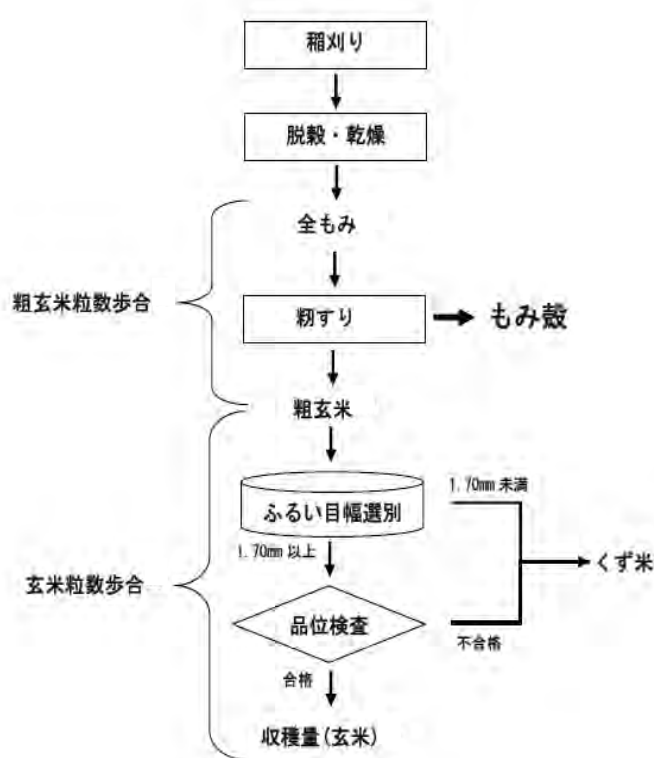 稲刈り
脱穀・乾燥
全もみ
粗玄米粒数歩合
籾すり
もみ殻
粗玄米
ふるい目幅選別
1.70mm 未満
1.70mm 以上
くず米
玄米粒数歩合
品位検査
不合格
合格
収穫量(玄米)